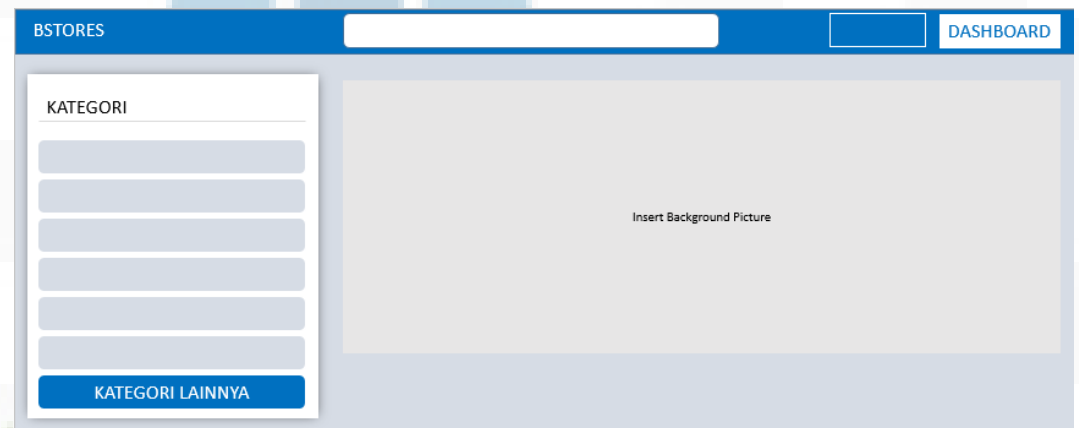 BSTORES
DASHBOARD
KATEGORI
Insert Background Picture
KATEGORI LAINNYA